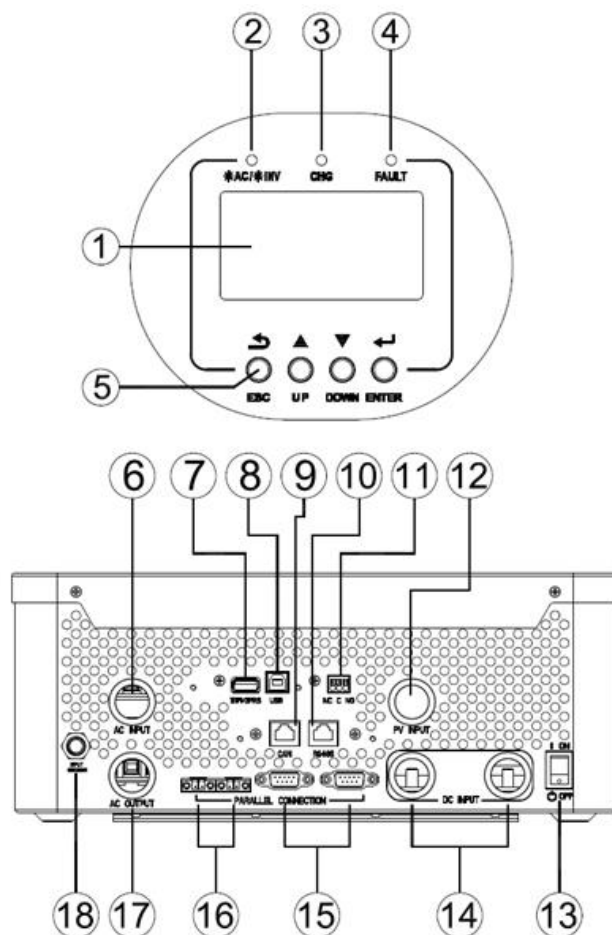 ② ③ ④
☀AC/☀INV CHG FAULT
①
⑤
ESC UP DOWN ENTER
⑥ ⑦ ⑧ ⑨ ⑩ ⑪ ⑫
USB NC C NO
AC INPUT PV INPUT
CAN RS485
I ON
AC OUTPUT PARALLEL CONNECTION DC INPUT OFF
⑱ ⑰ ⑯ ⑮ ⑭ ⑬